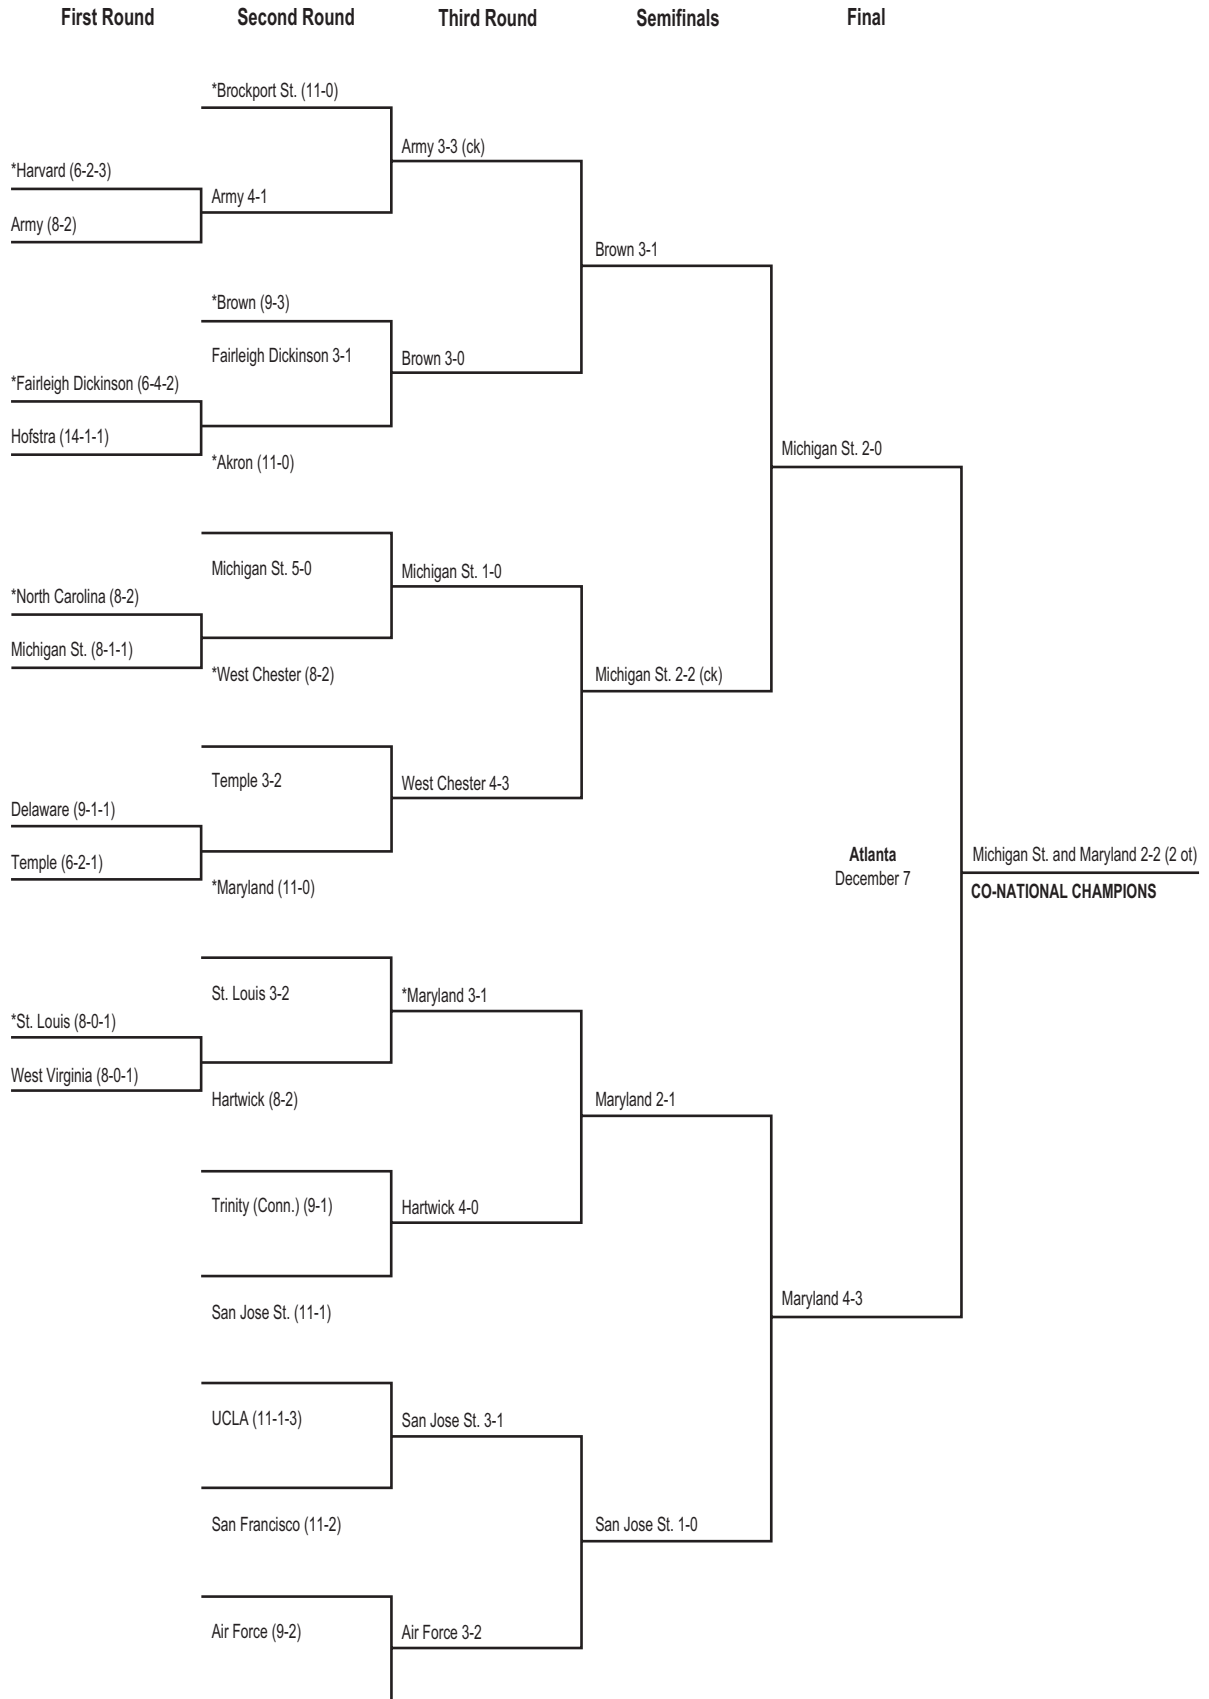 First Round
Second Round
Third Round
Semifinals
Final
*Brockport St. (11-0)
Army 3-3 (ck)
*Harvard (6-2-3)
Army 4-1
Army (8-2)
Brown 3-1
*Brown (9-3)
Fairleigh Dickinson 3-1
Brown 3-0
*Fairleigh Dickinson (6-4-2)
Hofstra (14-1-1)
Michigan St. 2-0
*Akron (11-0)
Michigan St. 5-0
Michigan St. 1-0
*North Carolina (8-2)
Michigan St. (8-1-1)
*West Chester (8-2)
Michigan St. 2-2 (ck)
Temple 3-2
West Chester 4-3
Delaware (9-1-1)
Temple (6-2-1)
Atlanta
Michigan St. and Maryland 2-2 (2 ot)
December 7
*Maryland (11-0)
CO-NATIONAL CHAMPIONS
St. Louis 3-2
*Maryland 3-1
*St. Louis (8-0-1)
West Virginia (8-0-1)
Hartwick (8-2)
Maryland 2-1
Trinity (Conn.) (9-1)
Hartwick 4-0
Maryland 4-3
San Jose St. (11-1)
UCLA (11-1-3)
San Jose St. 3-1
San Francisco (11-2)
San Jose St. 1-0
Air Force (9-2)
Air Force 3-2